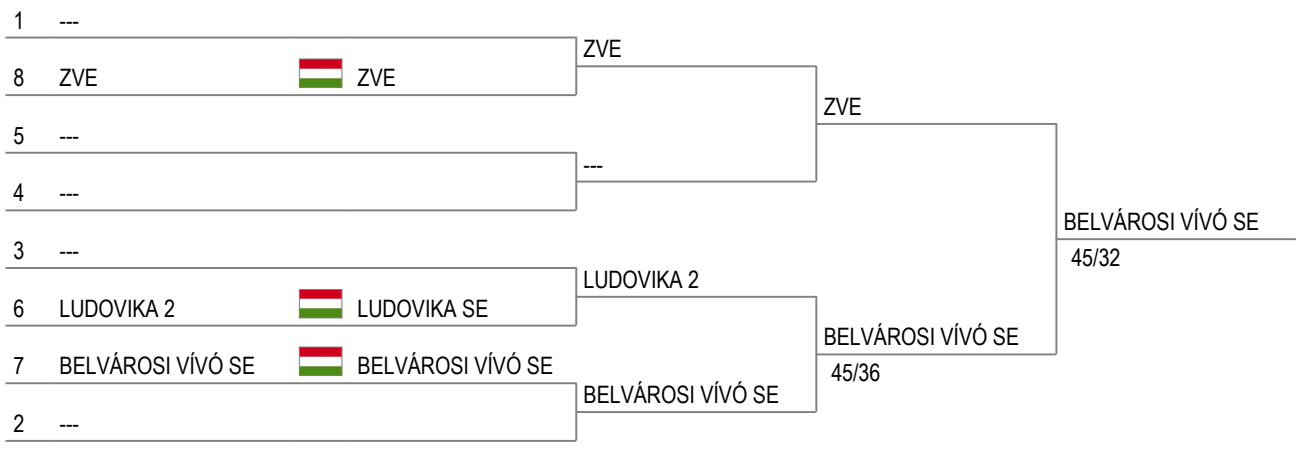 1 ---
8 ZVE ZVE
5 ---
4 ---
3 ---
6 LUDOVIKA 2 LUDOVIKA SE
7 BELVÁROSI VÍVÓ SE BELVÁROSI VÍVÓ SE
2 ---
ZVE
---
LUDOVIKA 2
BELVÁROSI VÍVÓ SE
ZVE
BELVÁROSI VÍVÓ SE
45/36
BELVÁROSI VÍVÓ SE
45/32